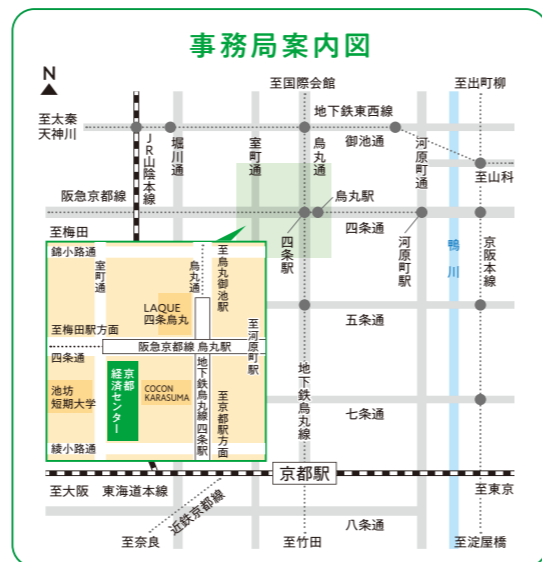 事務局案内図
N
至国際会館
至出町柳
至太秦
天神川
地下鉄東西線
御池通
JR山陰本線
堀川通
室町通
烏丸通
河原町通
至山科
阪急京都線
烏丸駅
四条通
四条駅
河原町駅
鴨川
京阪本線
至梅田
錦小路通
室町通
烏丸通
至烏丸御池駅
LAQUE
四条烏丸
至梅田駅方面
阪急京都線 烏丸駅
至河原町駅
四条通
池坊
短期大学
京都
経済センター
COCON
KARASUMA
地下鉄烏丸線 四条駅
至京都駅方面
綾小路通
五条通
地下鉄烏丸線
七条通
京都駅
至大阪
東海道本線
至東京
近鉄京都線
八条通
至奈良
至竹田
至淀屋橋